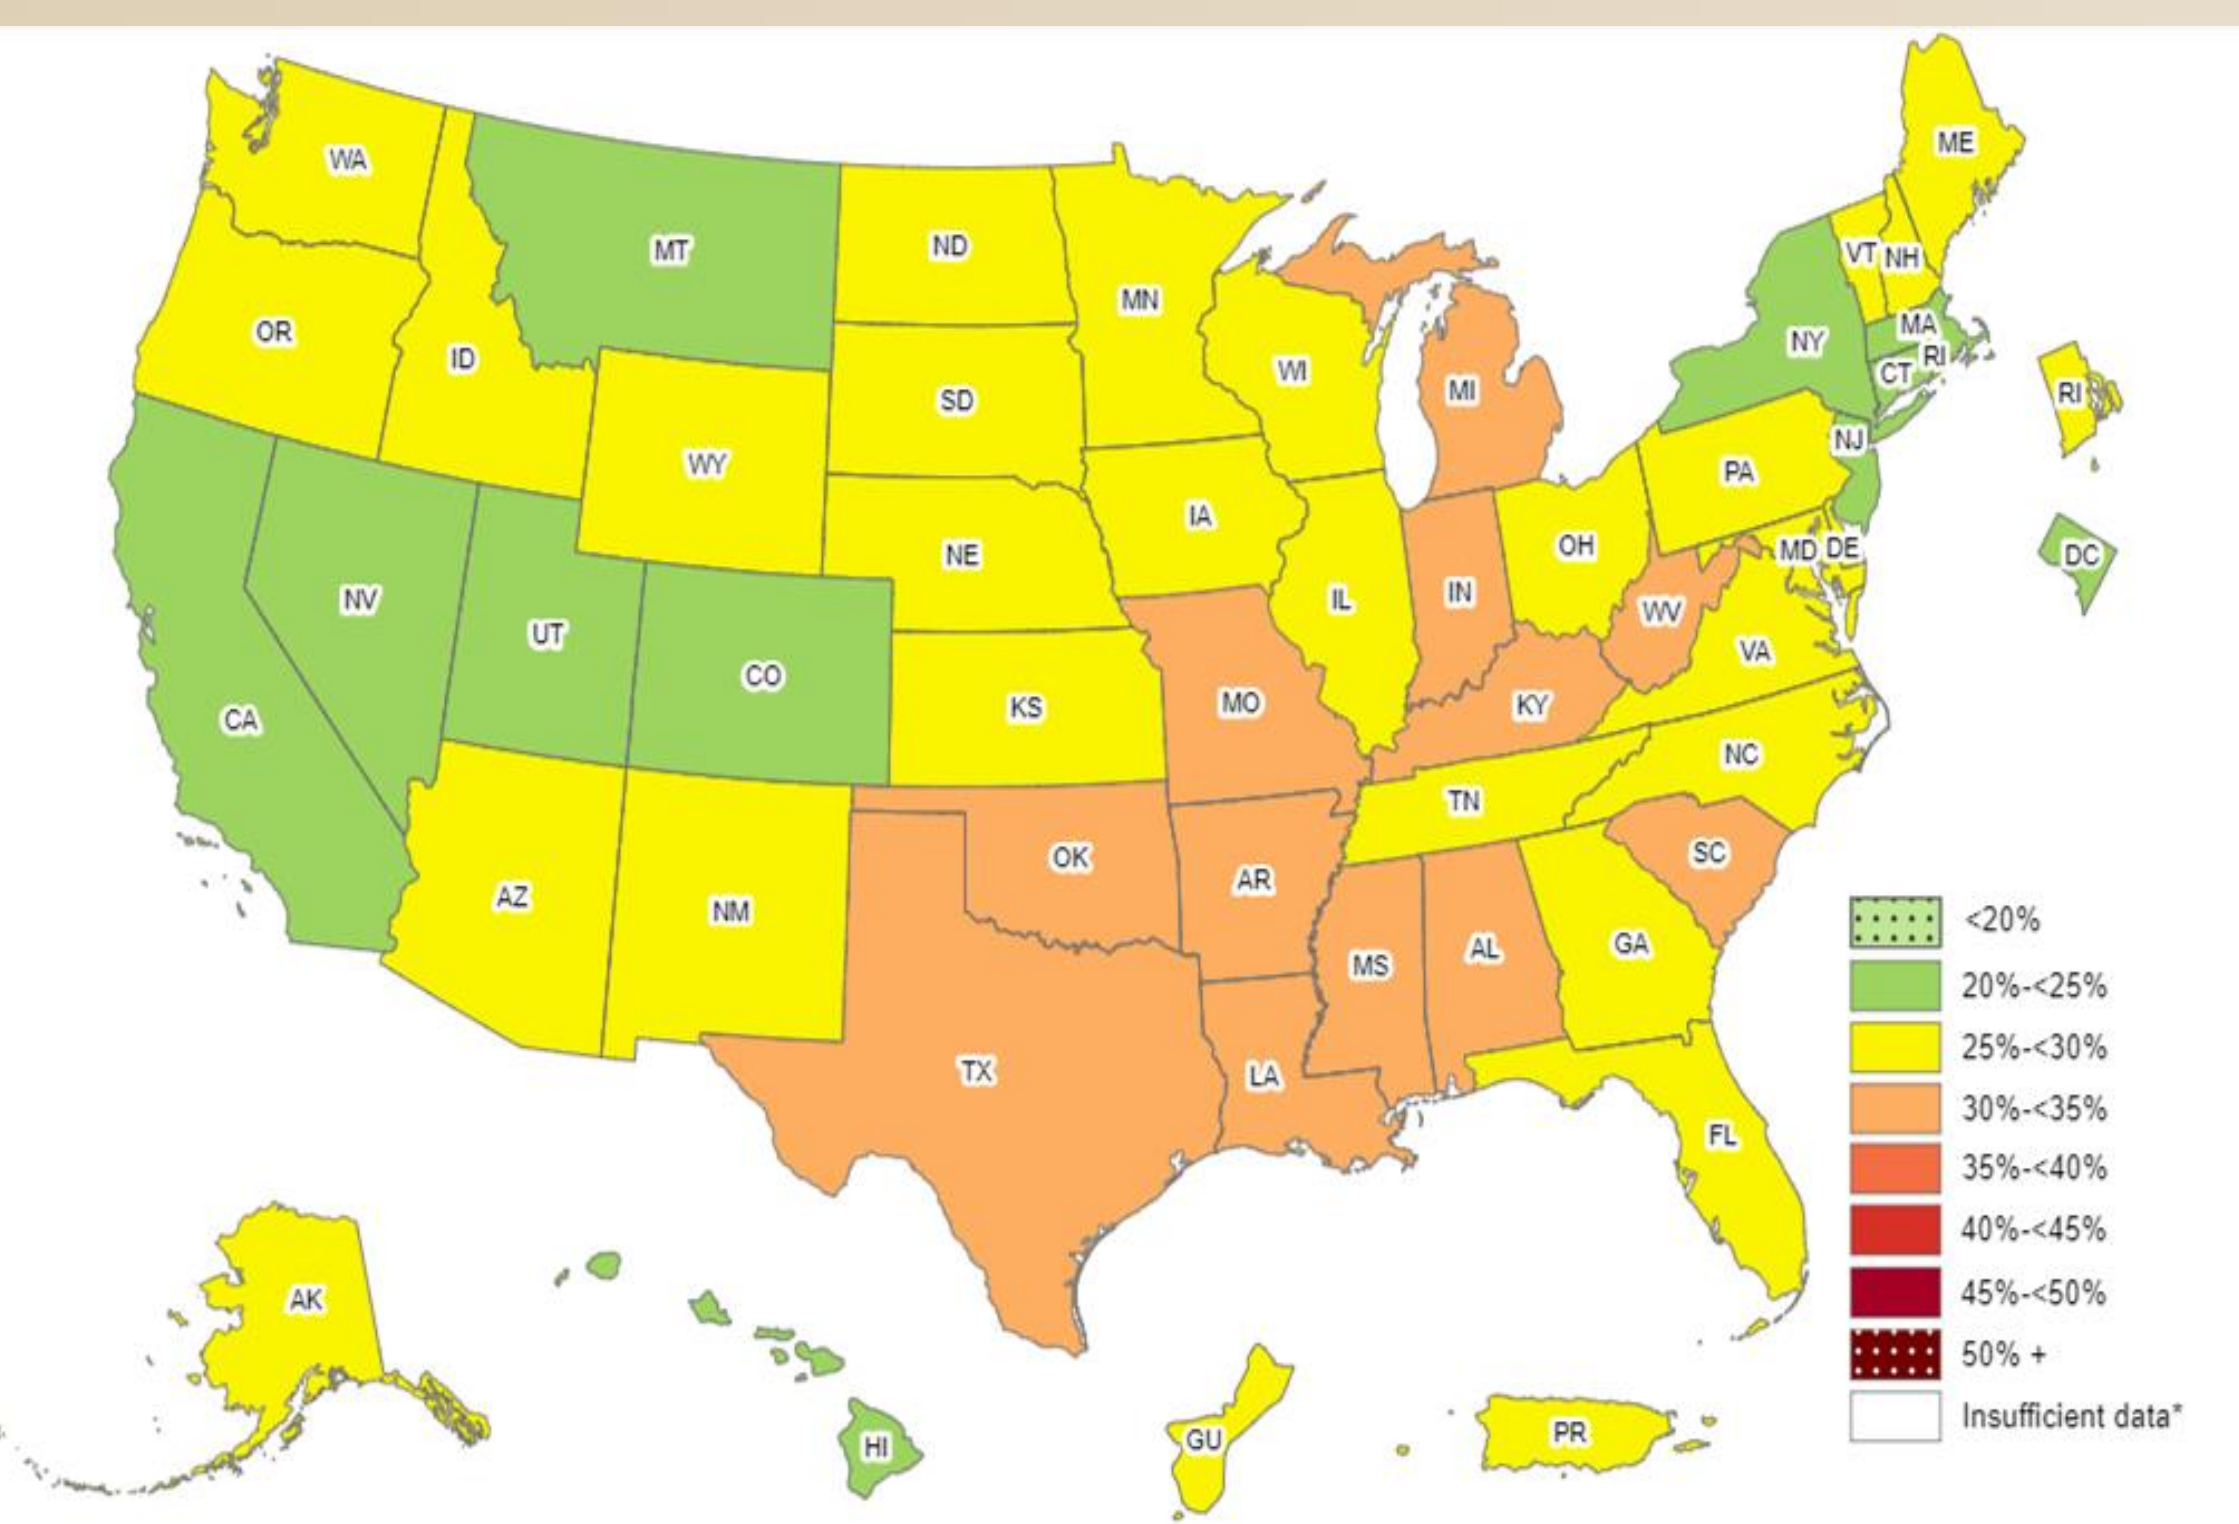 ME
WA
MT
ND
VT
NH
MN
OR
MA
NY
RI
ID
WI
CT
SD
MI
RI
NJ
WY
PA
IA
NE
OH
MD
DE
DC
NV
IL
IN
WV
UT
VA
CO
KS
MO
KY
CA
NC
TN
OK
SC
AR
AZ
NM
<20%
GA
AL
MS
20%-<25%
25%-<30%
TX
LA
30%-<35%
FL
35%-<40%
40%-<45%
AK
45%-<50%
50% +
Insufficient data*
PR
GU
HI